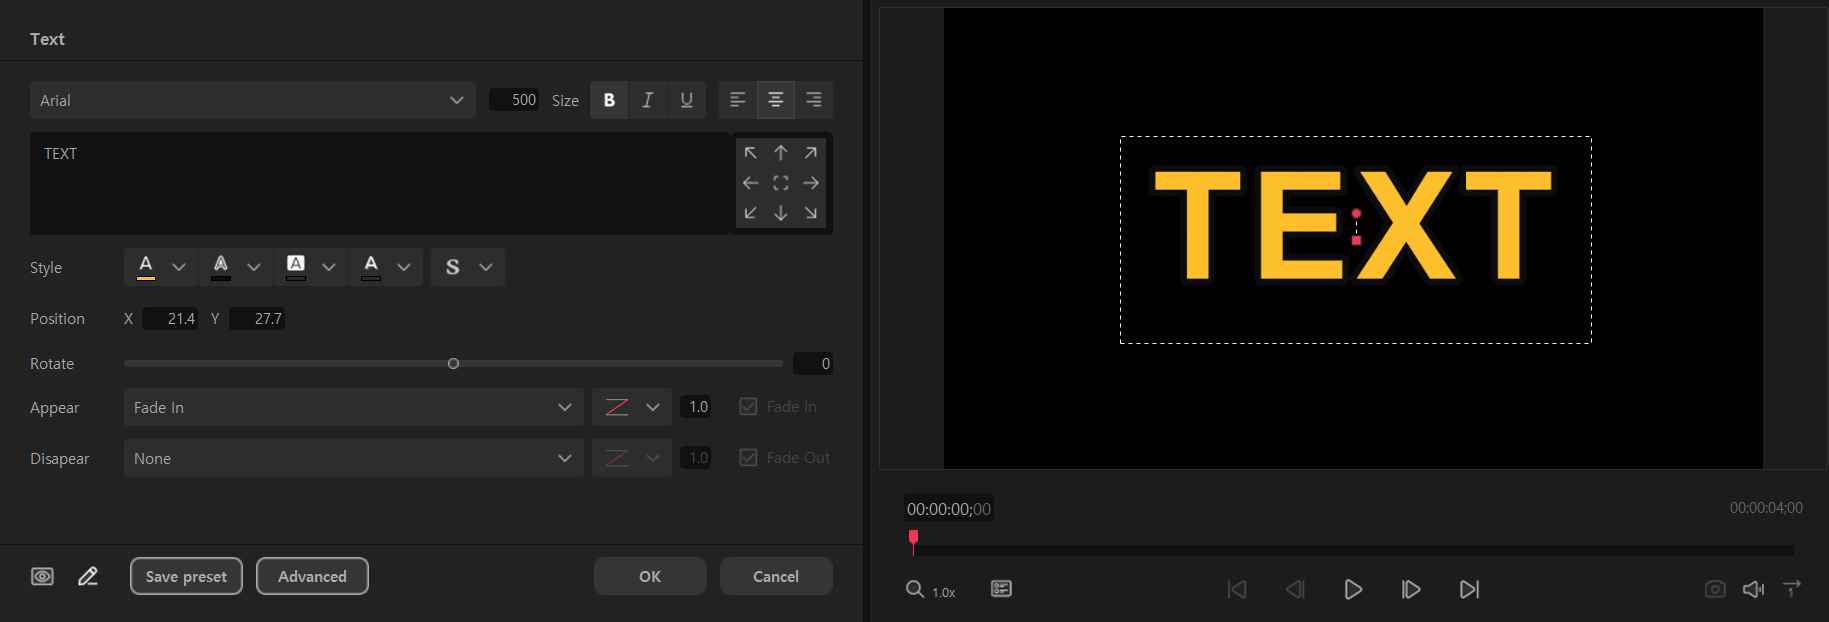 Text
Arial
500 Size B I U
TEXT
Style A A A A S
Position X 21.4 Y 27.7
Rotate 0
Appear Fade In 1.0 Fade In
Disapear None 1.0 Fade Out
Save preset Advanced OK Cancel
TEXT
00:00:00;00 00:00:04;00
1.0x 1